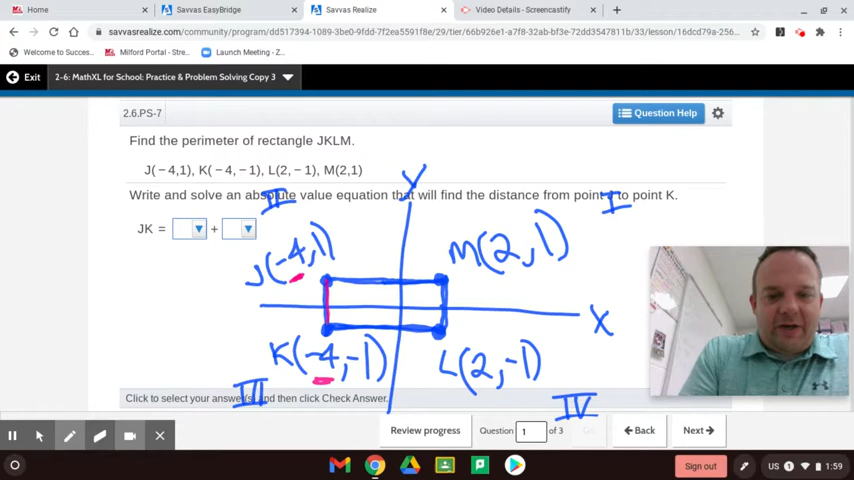 Home
Savvas EasyBridge
Savvas Realize
Video Details - Screencastify
savvasrealize.com/community/program/dd517394-1089-3be0-9fdd-7f2ea5591f8e/29/tier/66b926e1-a7f8-32ab-bf3e-72dd3547811b/33/lesson/16dcd79a-256...
Welcome to Succes...
Milford Portal - Stre...
Launch Meeting - Z...
Exit
2-6: MathXL for School: Practice & Problem Solving Copy 3
2.6.PS-7
Question Help
Find the perimeter of rectangle JKLM.
J(−4,1), K(−4,−1), L(2,−1), M(2,1)
Write and solve an absolute value equation that will find the distance from point J to point K.
JK = +
Y
II
I
J(-4,1)
M(2,1)
X
K(-4,-1)
L(2,-1)
III
IV
Click to select your answer(s) and then click Check Answer.
Review progress
Question 1 of 3
Go
Back
Next
Sign out
US
1
1:59